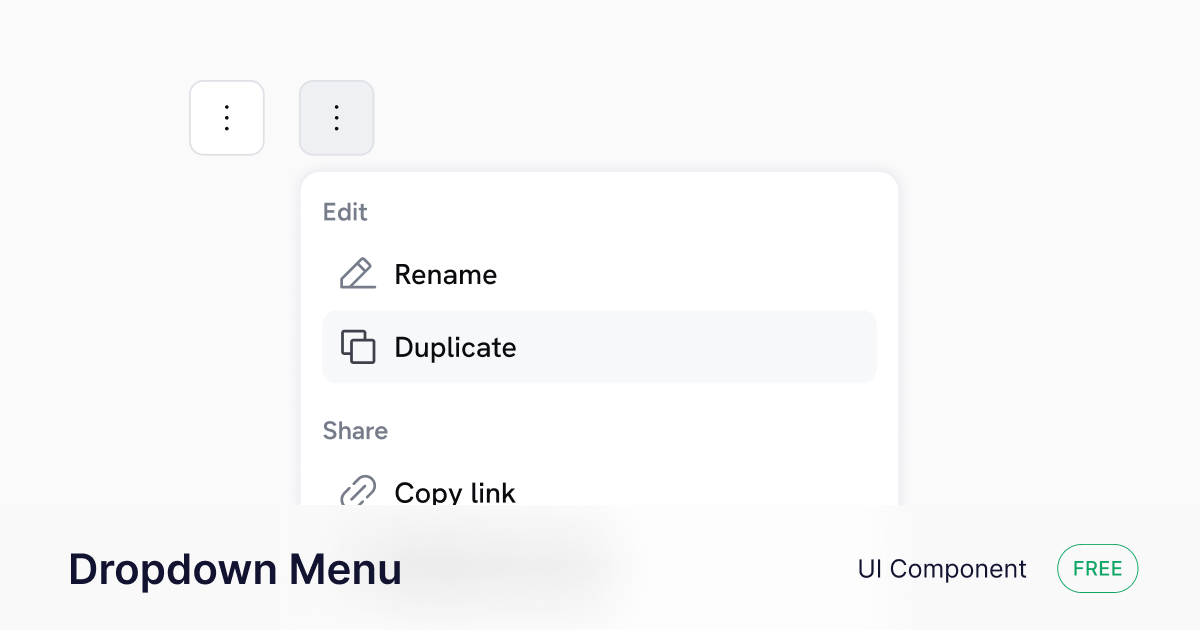 Edit
Rename
Duplicate
Share
Copy link
Dropdown Menu
UI Component
FREE